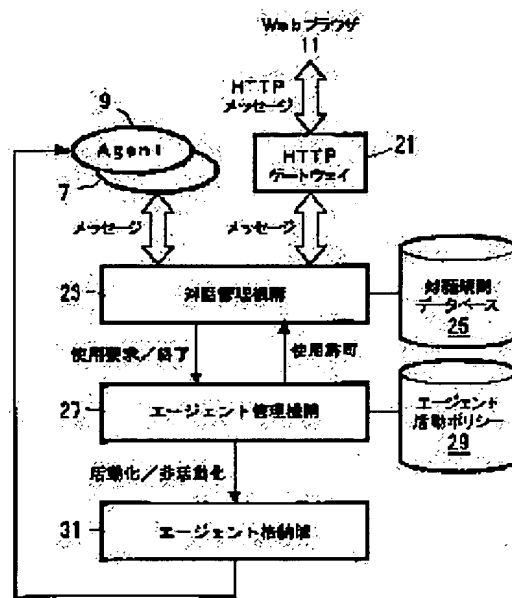 Webブラウザ
11
HTTP
メッセージ
9
Agent
7
HTTP
ゲートウェイ
21
メッセージ
メッセージ
23
対話管理機関
対話規則
データベース
25
使用要求/終了
使用許可
27
エージェント管理機関
エージェント
活動ポリシー
29
活動化/非活動化
31
エージェント格納庫